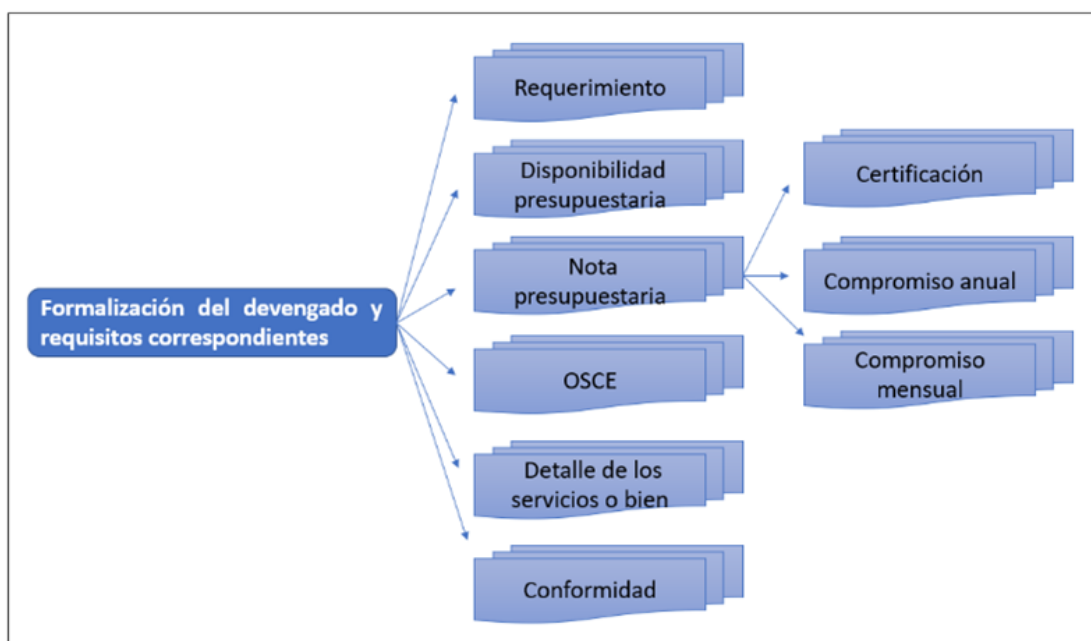 Formalización del devengado y
requisitos correspondientes
Requerimiento
Disponibilidad
presupuestaria
Nota
presupuestaria
OSCE
Detalle de los
servicios o bien
Conformidad
Certificación
Compromiso anual
Compromiso
mensual